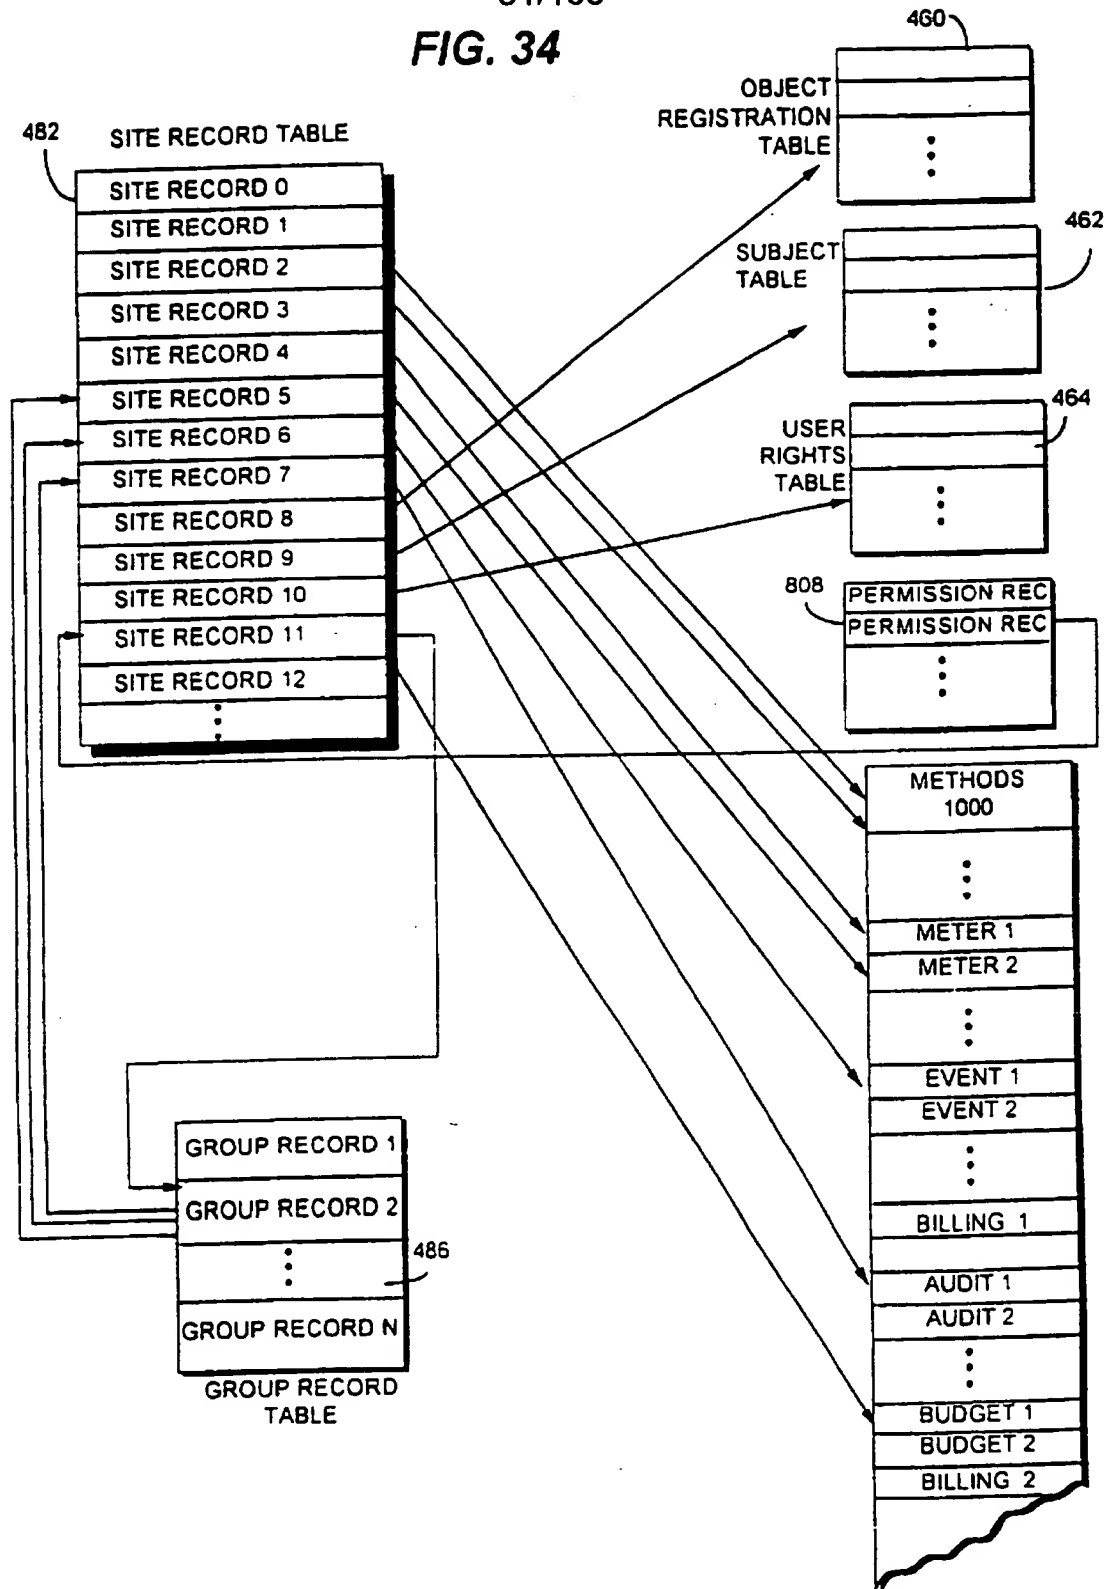 FIG. 34
460
OBJECT
REGISTRATION
TABLE
482
SITE RECORD TABLE
SITE RECORD 0
SITE RECORD 1
SITE RECORD 2
SITE RECORD 3
SITE RECORD 4
SITE RECORD 5
SITE RECORD 6
SITE RECORD 7
SITE RECORD 8
SITE RECORD 9
SITE RECORD 10
SITE RECORD 11
SITE RECORD 12
SUBJECT
TABLE
462
USER
RIGHTS
TABLE
464
808
PERMISSION REC
PERMISSION REC
METHODS
1000
METER 1
METER 2
EVENT 1
EVENT 2
BILLING 1
AUDIT 1
AUDIT 2
BUDGET 1
BUDGET 2
BILLING 2
GROUP RECORD 1
GROUP RECORD 2
486
GROUP RECORD N
GROUP RECORD
TABLE